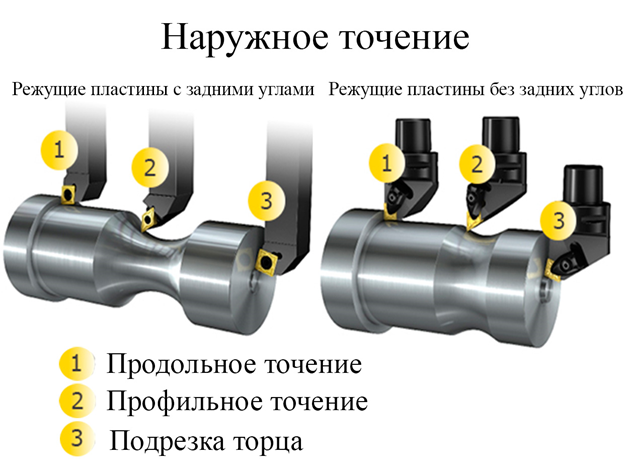 Наружное точение
Режущие пластины с задними углами
Режущие пластины без задних углов
1
2
3
1
2
3
1 Продольное точение
2 Профильное точение
3 Подрезка торца